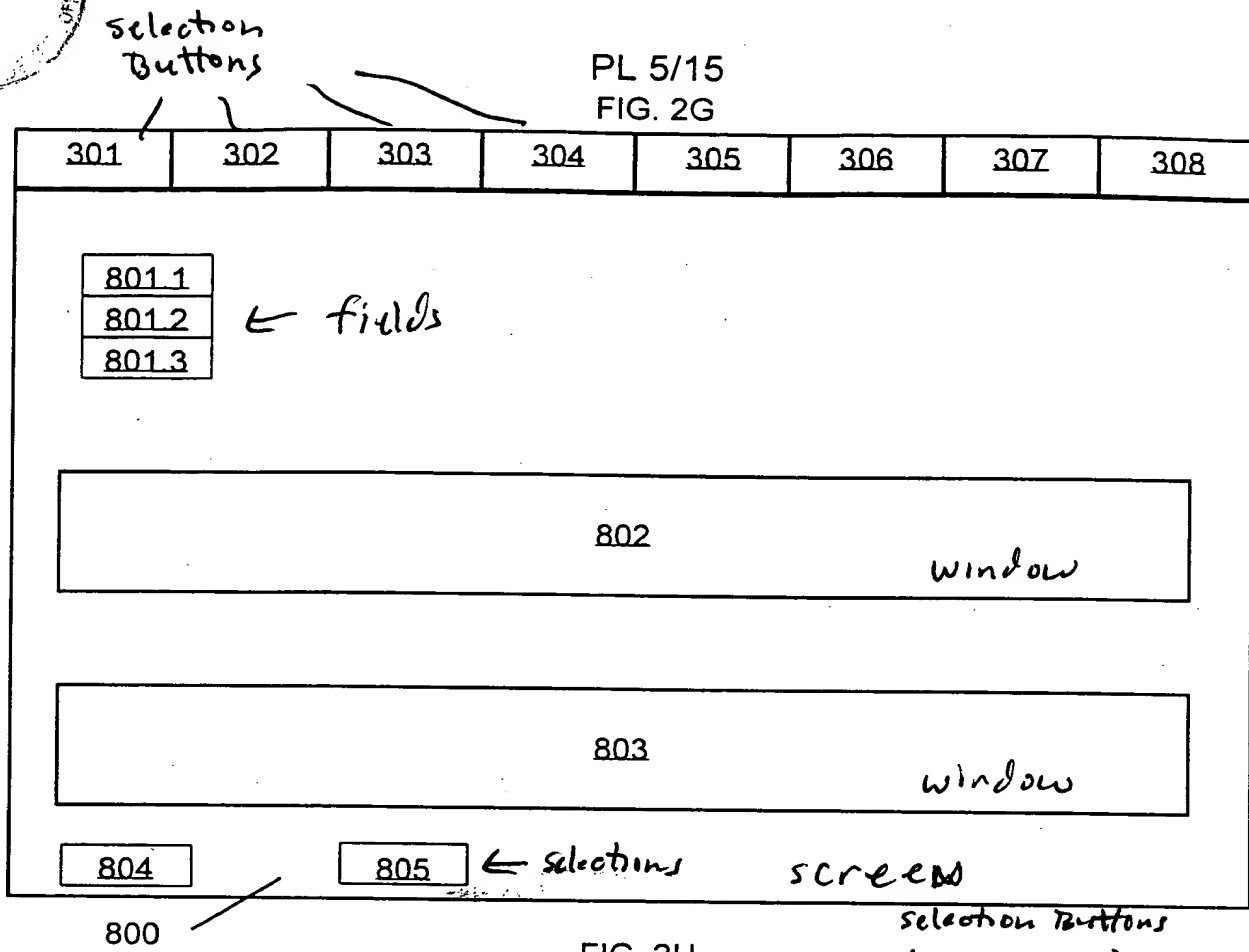 selection
Buttons
PL 5/15
FIG. 2G
301 302 303 304 305 306 307 308
801.1
801.2 ← fields
801.3
802
window
803
window
804 805 ← selections screen
800
selection Buttons